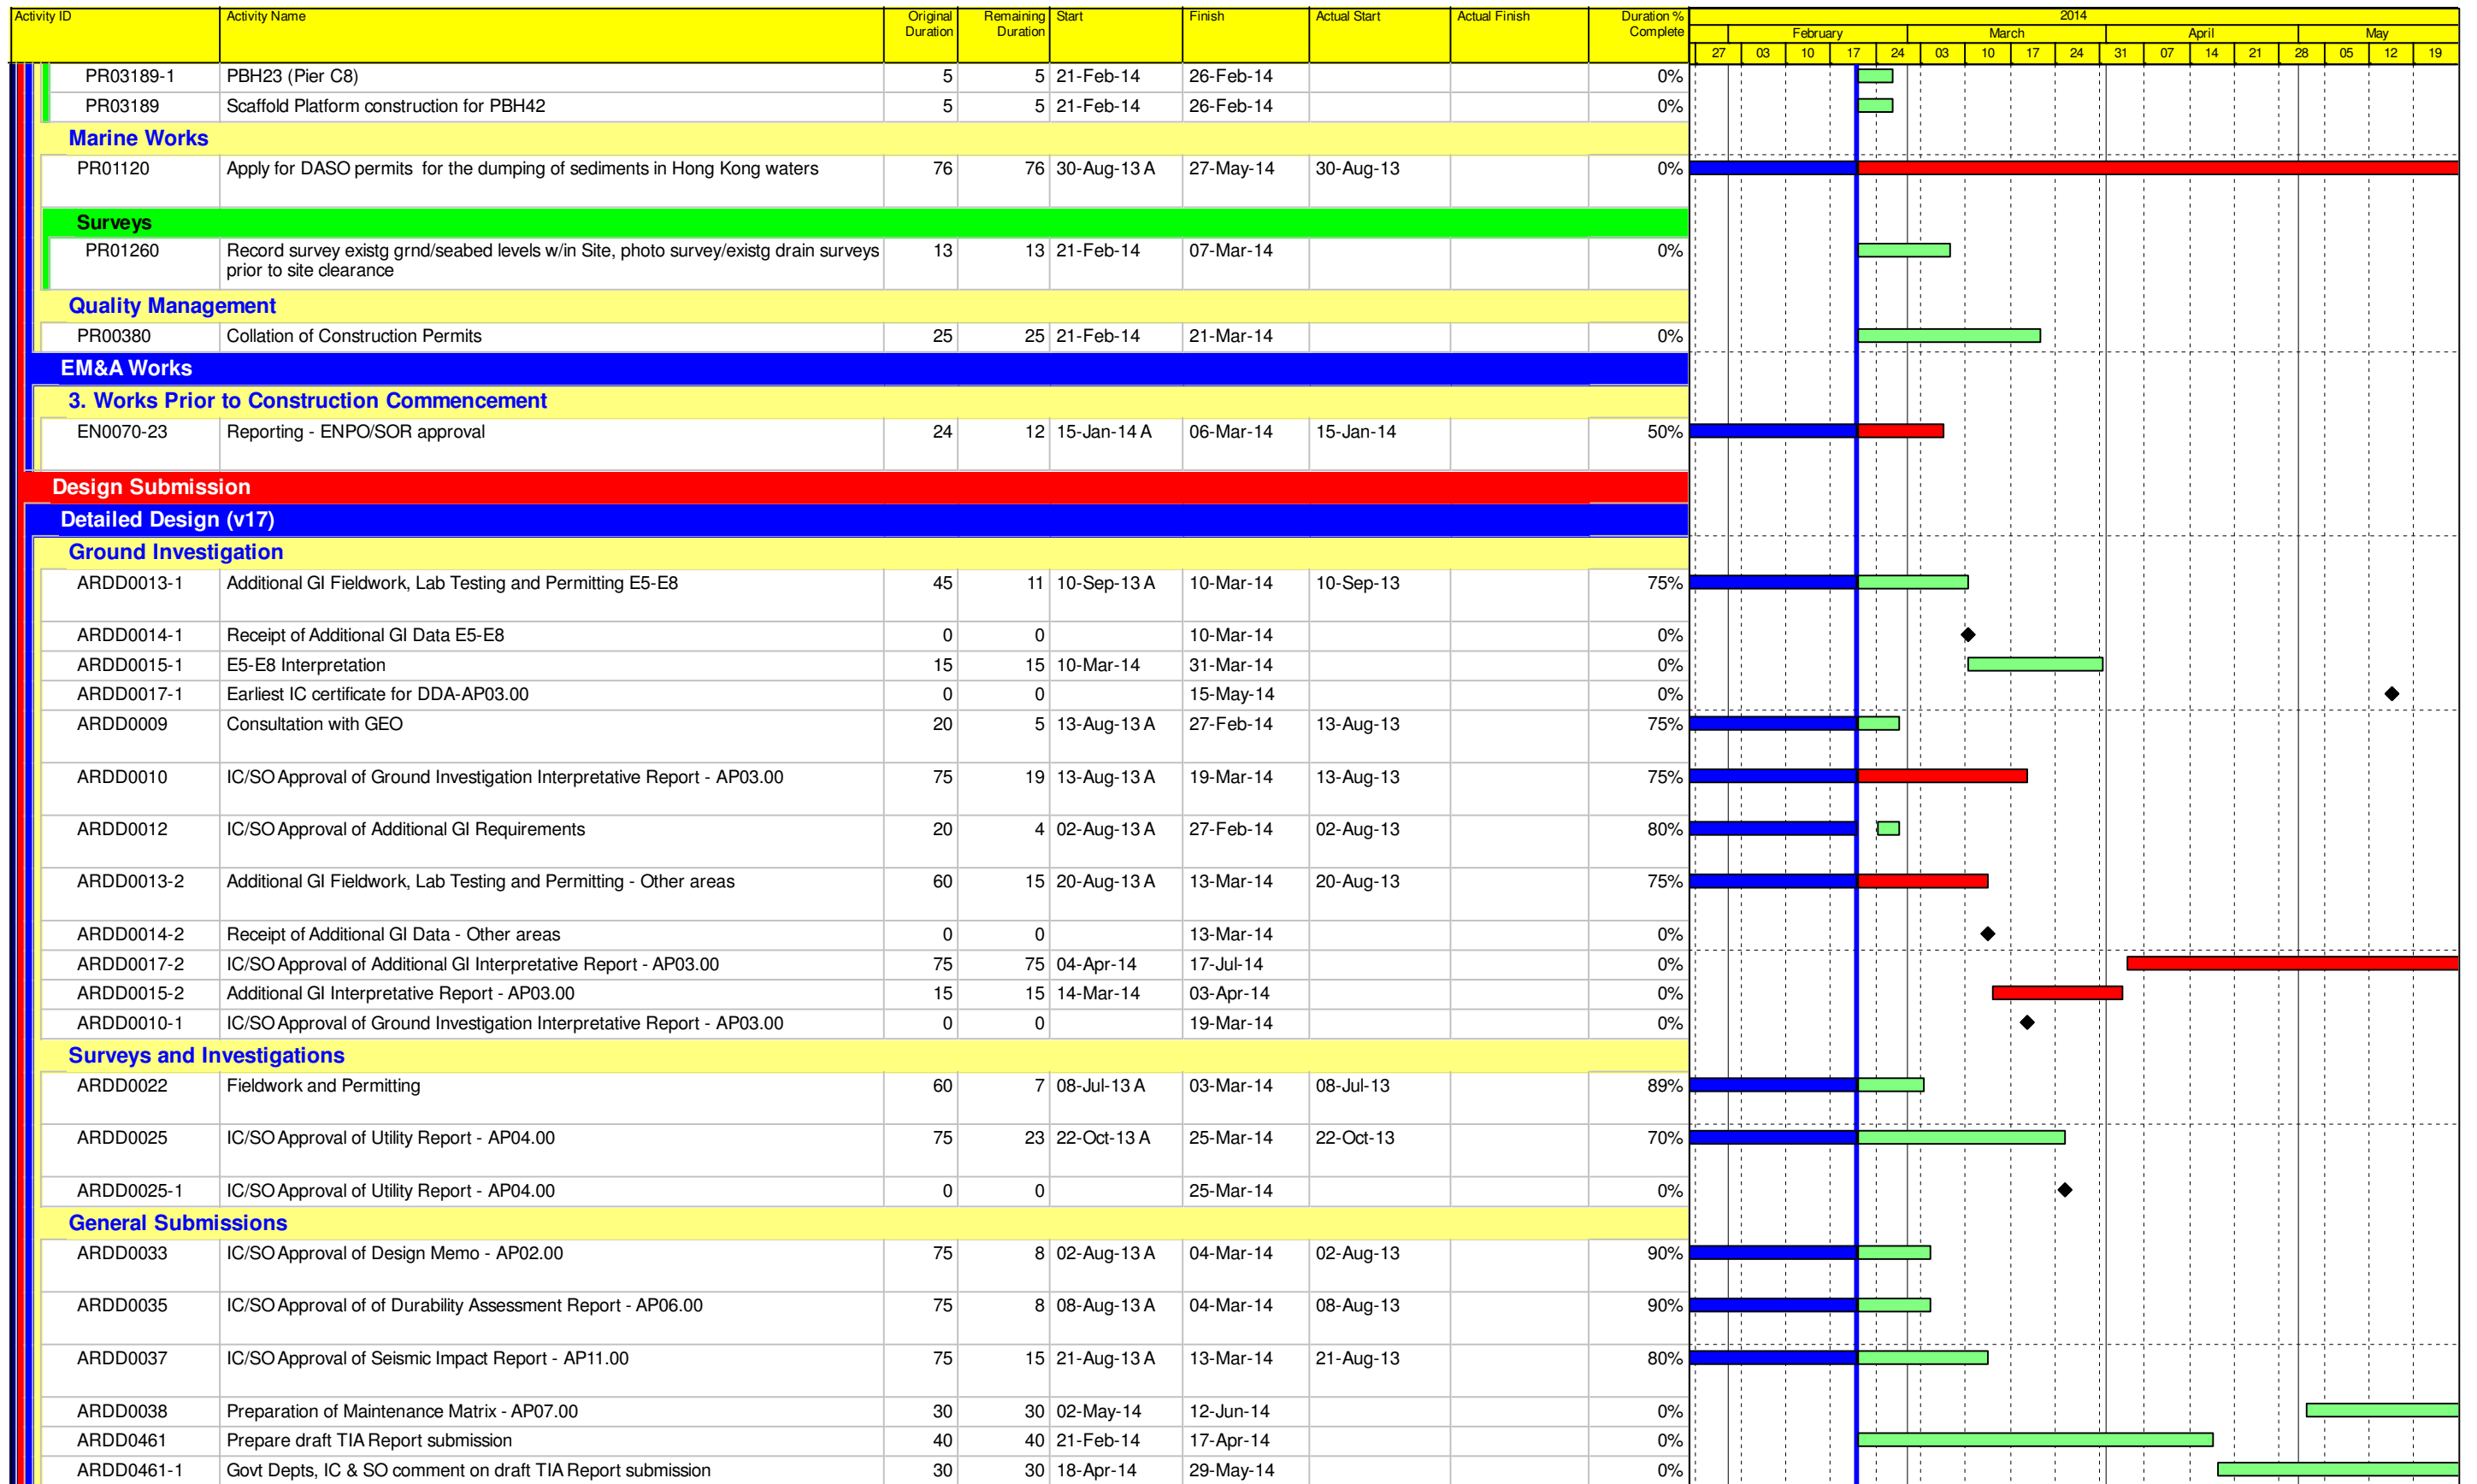 Activity ID Activity Name Original Duration Remaining Duration Start Finish Actual Start Actual Finish Duration % Complete 2014
February March April May
27 03 10 17 24 03 10 17 24 31 07 14 21 28 05 12 19
PR03189-1 PBH23 (Pier C8) 5 5 21-Feb-14 26-Feb-14 0%
PR03189 Scaffold Platform construction for PBH42 5 5 21-Feb-14 26-Feb-14 0%
Marine Works
PR01120 Apply for DASO permits for the dumping of sediments in Hong Kong waters 76 76 30-Aug-13 A 27-May-14 30-Aug-13 0%
Surveys
PR01260 Record survey existg grnd/seabed levels w/in Site, photo survey/existg drain surveys 13 13 21-Feb-14 07-Mar-14 0%
prior to site clearance
Quality Management
PR00380 Collation of Construction Permits 25 25 21-Feb-14 21-Mar-14 0%
EM&A Works
3. Works Prior to Construction Commencement
EN0070-23 Reporting - ENPO/SOR approval 24 12 15-Jan-14 A 06-Mar-14 15-Jan-14 50%
Design Submission
Detailed Design (v17)
Ground Investigation
ARDD0013-1 Additional GI Fieldwork, Lab Testing and Permitting E5-E8 45 11 10-Sep-13 A 10-Mar-14 10-Sep-13 75%
ARDD0014-1 Receipt of Additional GI Data E5-E8 0 0 10-Mar-14 0%
ARDD0015-1 E5-E8 Interpretation 15 15 10-Mar-14 31-Mar-14 0%
ARDD0017-1 Earliest IC certificate for DDA-AP03.00 0 0 15-May-14 0%
ARDD0009 Consultation with GEO 20 5 13-Aug-13 A 27-Feb-14 13-Aug-13 75%
ARDD0010 IC/SO Approval of Ground Investigation Interpretative Report - AP03.00 75 19 13-Aug-13 A 19-Mar-14 13-Aug-13 75%
ARDD0012 IC/SO Approval of Additional GI Requirements 20 4 02-Aug-13 A 27-Feb-14 02-Aug-13 80%
ARDD0013-2 Additional GI Fieldwork, Lab Testing and Permitting - Other areas 60 15 20-Aug-13 A 13-Mar-14 20-Aug-13 75%
ARDD0014-2 Receipt of Additional GI Data - Other areas 0 0 13-Mar-14 0%
ARDD0017-2 IC/SO Approval of Additional GI Interpretative Report - AP03.00 75 75 04-Apr-14 17-Jul-14 0%
ARDD0015-2 Additional GI Interpretative Report - AP03.00 15 15 14-Mar-14 03-Apr-14 0%
ARDD0010-1 IC/SO Approval of Ground Investigation Interpretative Report - AP03.00 0 0 19-Mar-14 0%
Surveys and Investigations
ARDD0022 Fieldwork and Permitting 60 7 08-Jul-13 A 03-Mar-14 08-Jul-13 89%
ARDD0025 IC/SO Approval of Utility Report - AP04.00 75 23 22-Oct-13 A 25-Mar-14 22-Oct-13 70%
ARDD0025-1 IC/SO Approval of Utility Report - AP04.00 0 0 25-Mar-14 0%
General Submissions
ARDD0033 IC/SO Approval of Design Memo - AP02.00 75 8 02-Aug-13 A 04-Mar-14 02-Aug-13 90%
ARDD0035 IC/SO Approval of of Durability Assessment Report - AP06.00 75 8 08-Aug-13 A 04-Mar-14 08-Aug-13 90%
ARDD0037 IC/SO Approval of Seismic Impact Report - AP11.00 75 15 21-Aug-13 A 13-Mar-14 21-Aug-13 80%
ARDD0038 Preparation of Maintenance Matrix - AP07.00 30 30 02-May-14 12-Jun-14 0%
ARDD0461 Prepare draft TIA Report submission 40 40 21-Feb-14 17-Apr-14 0%
ARDD0461-1 Govt Depts, IC & SO comment on draft TIA Report submission 30 30 18-Apr-14 29-May-14 0%